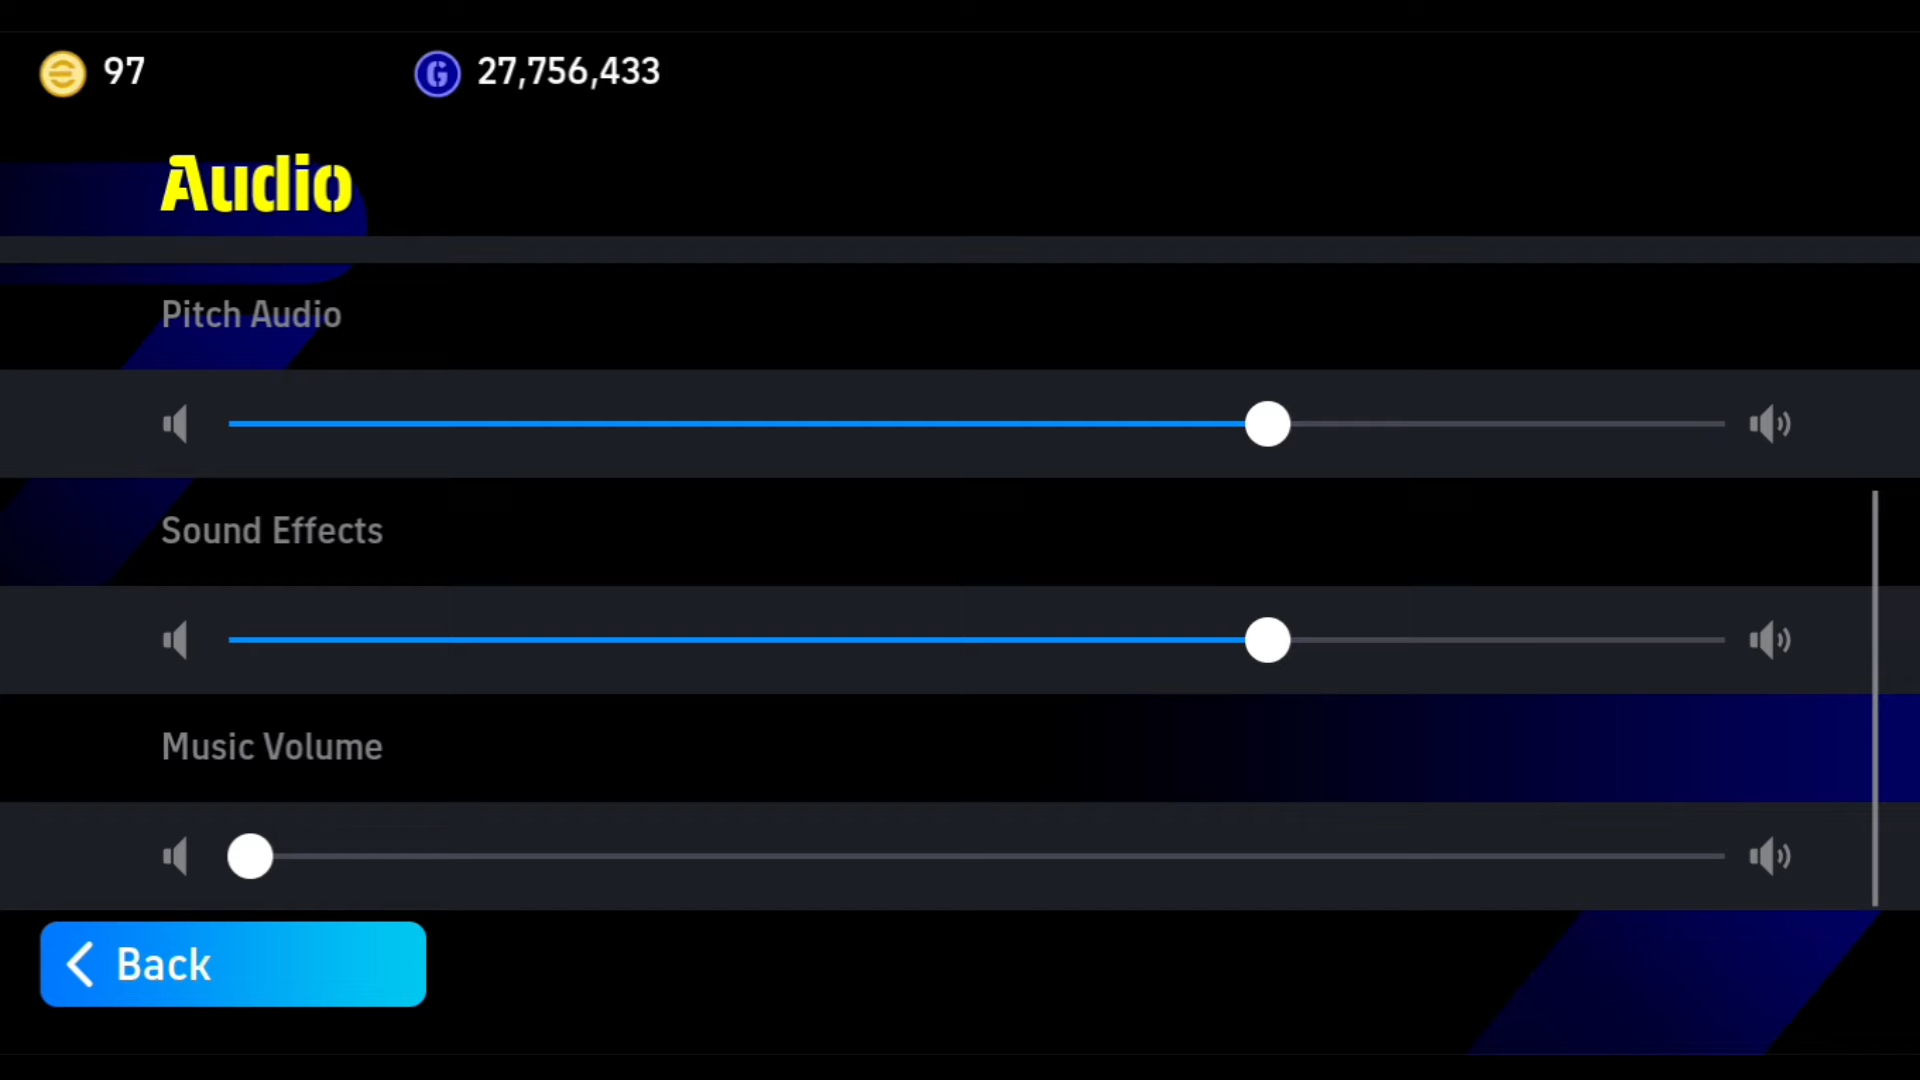 97
27,756,433
Audio
Pitch Audio
Sound Effects
Music Volume
Back